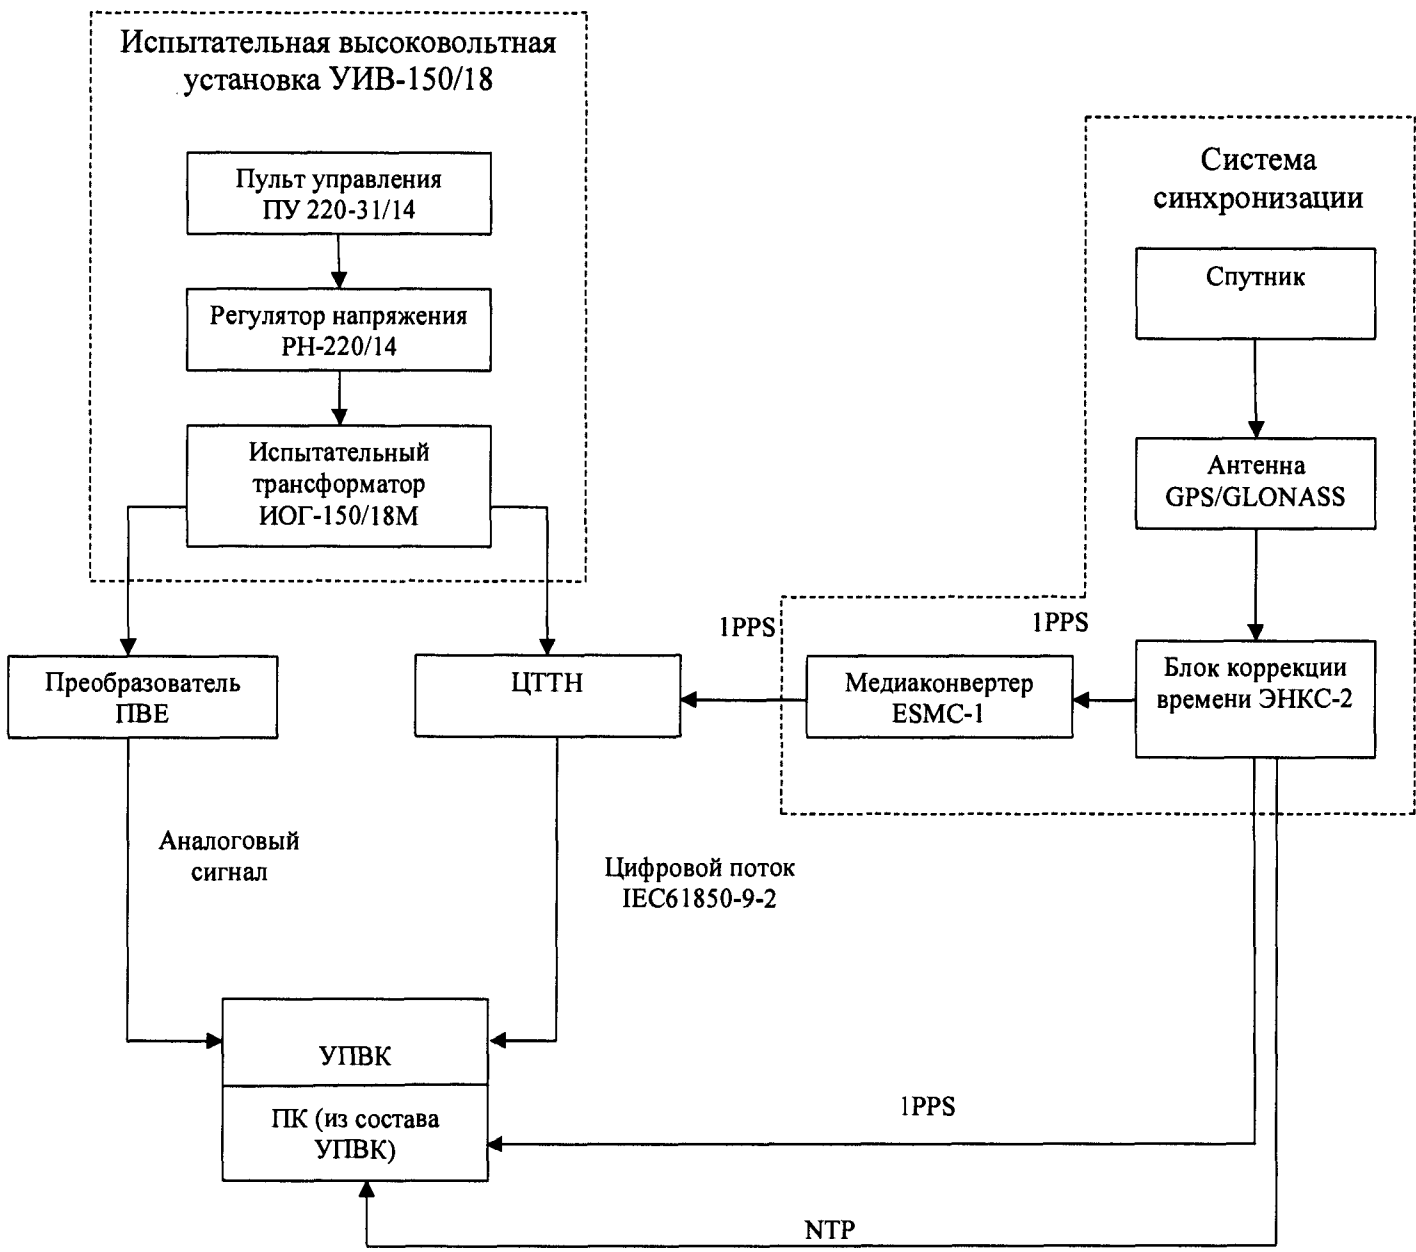 Испытательная высоковольтная
установка УИВ-150/18
Пульт управления
ПУ 220-31/14
Регулятор напряжения
РН-220/14
Испытательный
трансформатор
ИОГ-150/18М
Система
синхронизации
Спутник
Антенна
GPS/GLONASS
1PPS
1PPS
Преобразователь
ПВЕ
ЦТТН
Медиаконвертер
ESMC-1
Блок коррекции
времени ЭНКС-2
Аналоговый
сигнал
Цифровой поток
IEC61850-9-2
УПВК
ПК (из состава
УПВК)
1PPS
NTP